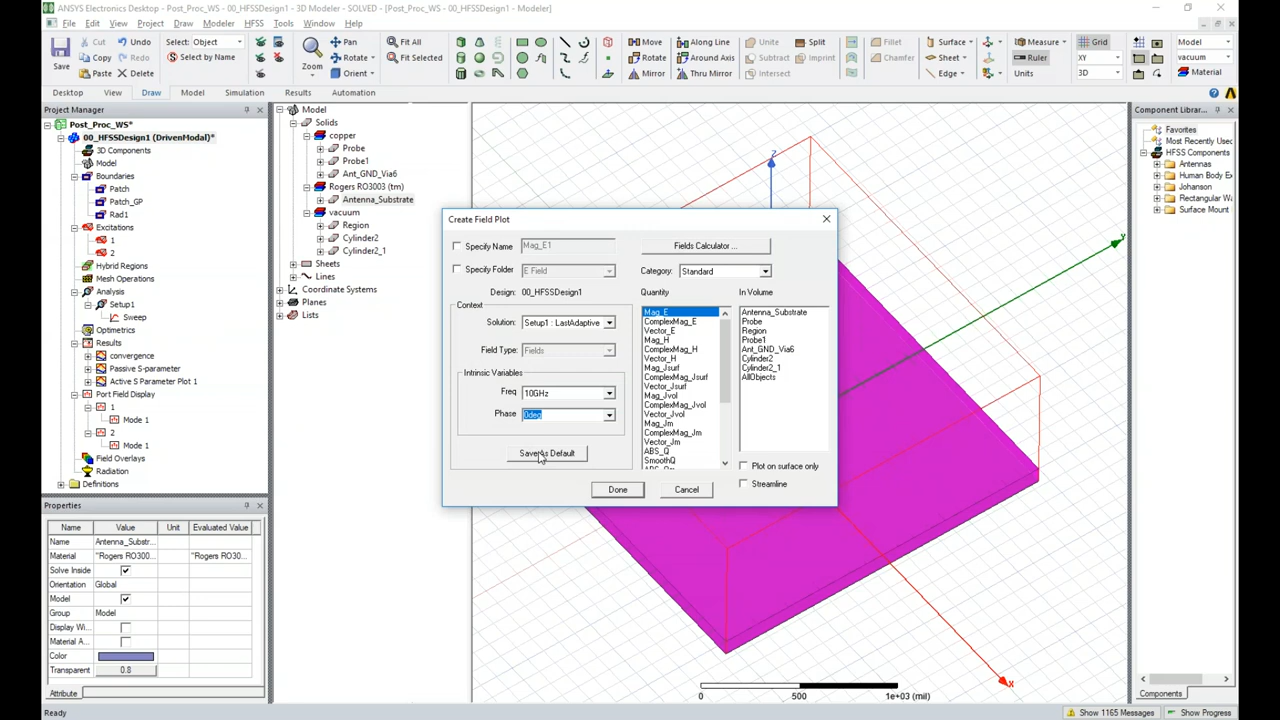 ANSYS Electronics Desktop - Post_Proc_WS - 00_HFSSDesign1 - 3D Modeler - SOLVED - [Post_Proc_WS - 00_HFSSDesign1 - Modeler]
File Edit View Project Draw Modeler HFSS Tools Window Help
Save
Cut
Copy
Paste
Undo
Redo
Delete
Select: Object
Select by Name
Zoom
Pan
Rotate
Orient
Fit All
Fit Selected
Move
Rotate
Mirror
Along Line
Around Axis
Thru Mirror
Unite
Subtract
Intersect
Split
Imprint
Fillet
Chamfer
Surface
Sheet
Edge
Measure
Ruler
Units
Grid
XY
3D
Model
vacuum
Material
Desktop View Draw Model Simulation Results Automation
Project Manager
Post_Proc_WS*
00_HFSSDesign1 (DrivenModal)*
3D Components
Model
Boundaries
Patch
Patch_GP
Rad1
Excitations
1
2
Hybrid Regions
Mesh Operations
Analysis
Setup1
Sweep
Optimetrics
Results
convergence
Passive S-parameter
Active S Parameter Plot 1
Port Field Display
1
Mode 1
2
Mode 1
Field Overlays
Radiation
Definitions
Properties
Name Value Unit Evaluated Value
Name Antenna_Substr...
Material "Rogers RO300... "Rogers RO30...
Solve Inside
Orientation Global
Model
Group Model
Display Wi...
Material A...
Color
Transparent 0.8
Attribute
Ready
Model
Solids
copper
Probe
Probe1
Ant_GND_Via6
Rogers RO3003 (tm)
Antenna_Substrate
vacuum
Region
Cylinder2
Cylinder2_1
Sheets
Lines
Coordinate Systems
Planes
Lists
Create Field Plot
Specify Name Mag_E1
Specify Folder E Field
Design: 00_HFSSDesign1
Context
Solution: Setup1 : LastAdaptive
Field Type: Fields
Intrinsic Variables
Freq 10GHz
Phase 0deg
Save As Default
Fields Calculator ...
Category: Standard
Quantity
Mag_E
ComplexMag_E
Vector_E
Mag_H
ComplexMag_H
Vector_H
Mag_Jsurf
ComplexMag_Jsurf
Vector_Jsurf
Mag_Jvol
ComplexMag_Jvol
Vector_Jvol
Mag_Jm
ComplexMag_Jm
Vector_Jm
ABS_Q
SmoothQ
In Volume
Antenna_Substrate
Probe
Region
Probe1
Ant_GND_Via6
Cylinder2
Cylinder2_1
AllObjects
Plot on surface only
Streamline
Done
Cancel
Z
Y
X
0 500 1e+03 (mil)
Component Librar...
Favorites
Most Recently Used
HFSS Components
Antennas
Human Body Ex
Johanson
Rectangular Wa
Surface Mount
Components
Show 1165 Messages
Show Progress